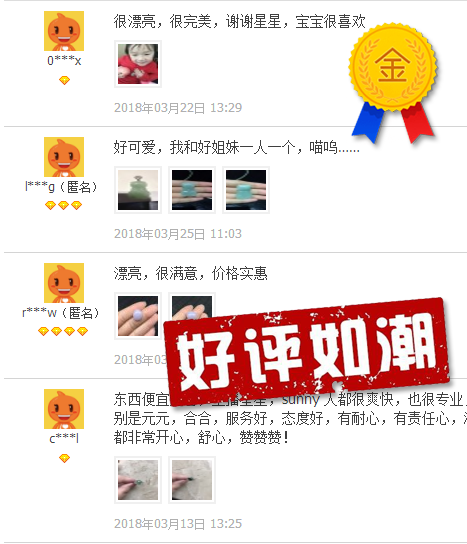 很漂亮，很完美，谢谢星星，宝宝很喜欢
0***x
2018年03月22日 13:29
金
好可爱，我和好姐妹一人一个，喵呜......
l***g（匿名）
2018年03月25日 11:03
漂亮，很满意，价格实惠
r***w（匿名）
2018年03
好评如潮
东西便宜 星星，sunny 人都很爽快，也很专业
别是元元，合合，服务好，态度好，有耐心，有责任心，
都非常开心，舒心，赞赞赞！
c***l
2018年03月13日 13:25